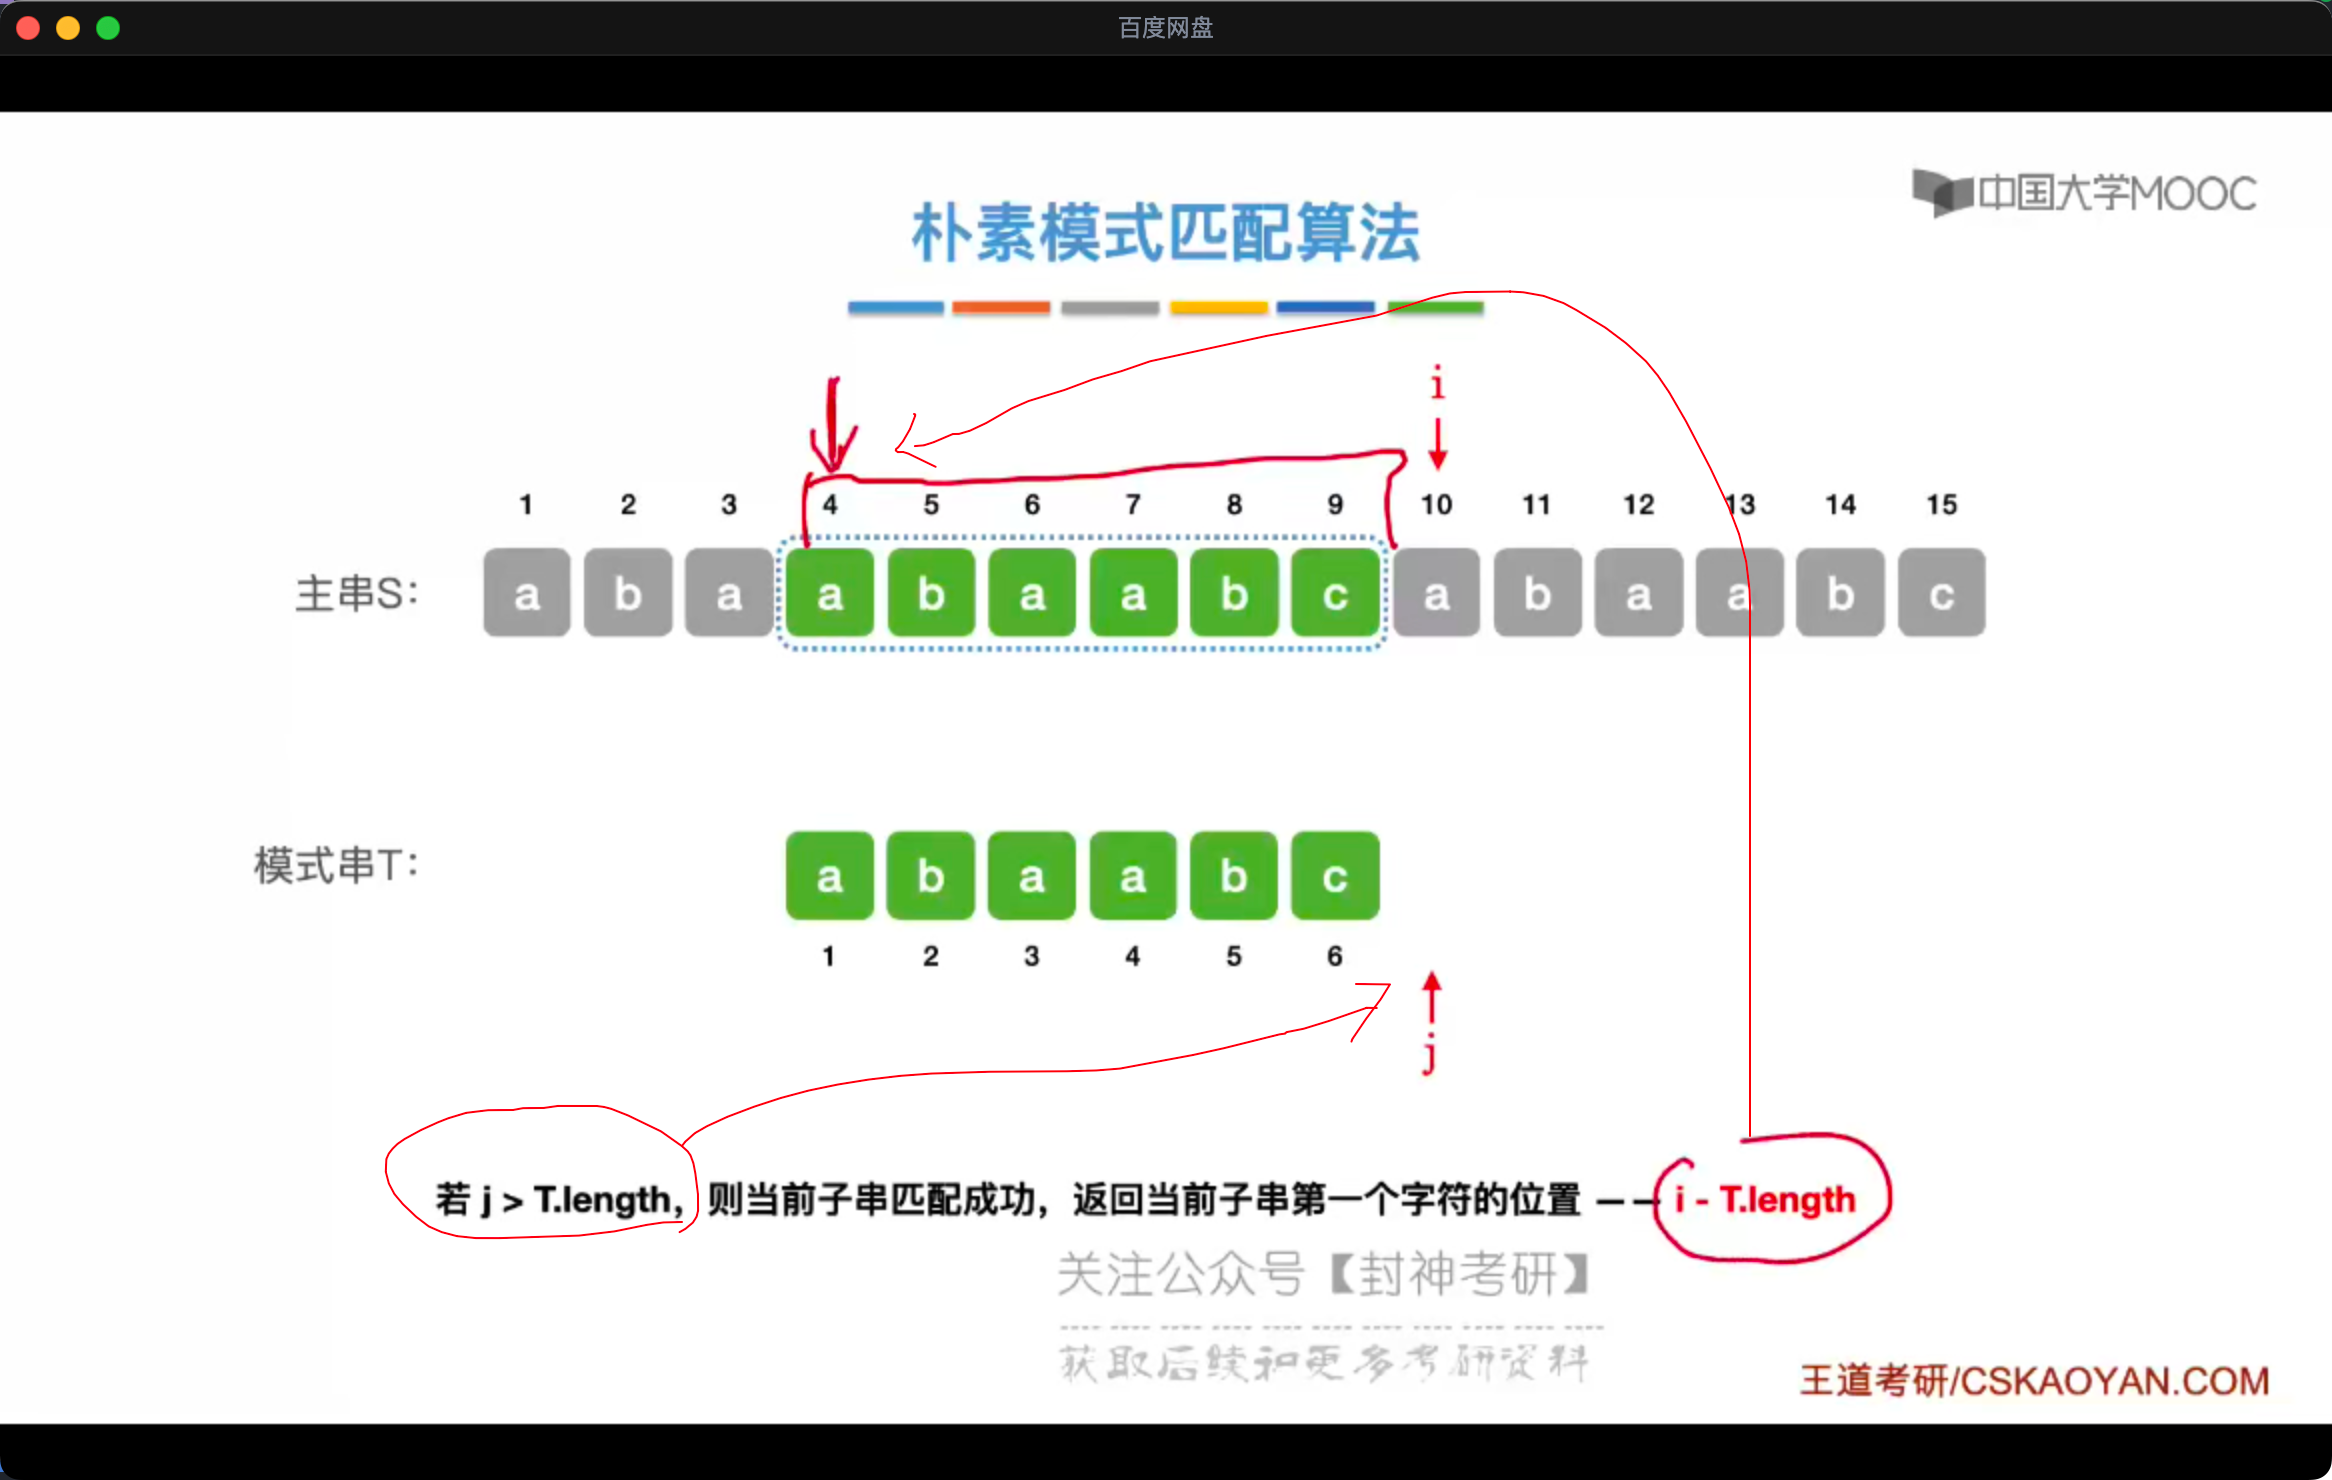 百度网盘
中国大学MOOC
朴素模式匹配算法
i
1 2 3 4 5 6 7 8 9 10 11 12 13 14 15
主串S： a b a a b a a b c a b a a b c
模式串T： a b a a b c
1 2 3 4 5 6
j
若 j > T.length，则当前子串匹配成功，返回当前子串第一个字符的位置 —— i - T.length
关注公众号【封神考研】
获取后续和更多考研资料
王道考研/CSKAOYAN.COM